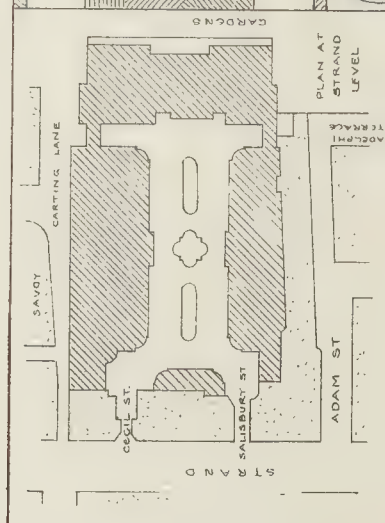 GARDENS
PLAN AT
STRAND
LEVEL
ADELPHI
TERRACE
CARTING LANE
SAVOY
CECIL ST.
SALISBURY ST
ADAM ST
STRAND